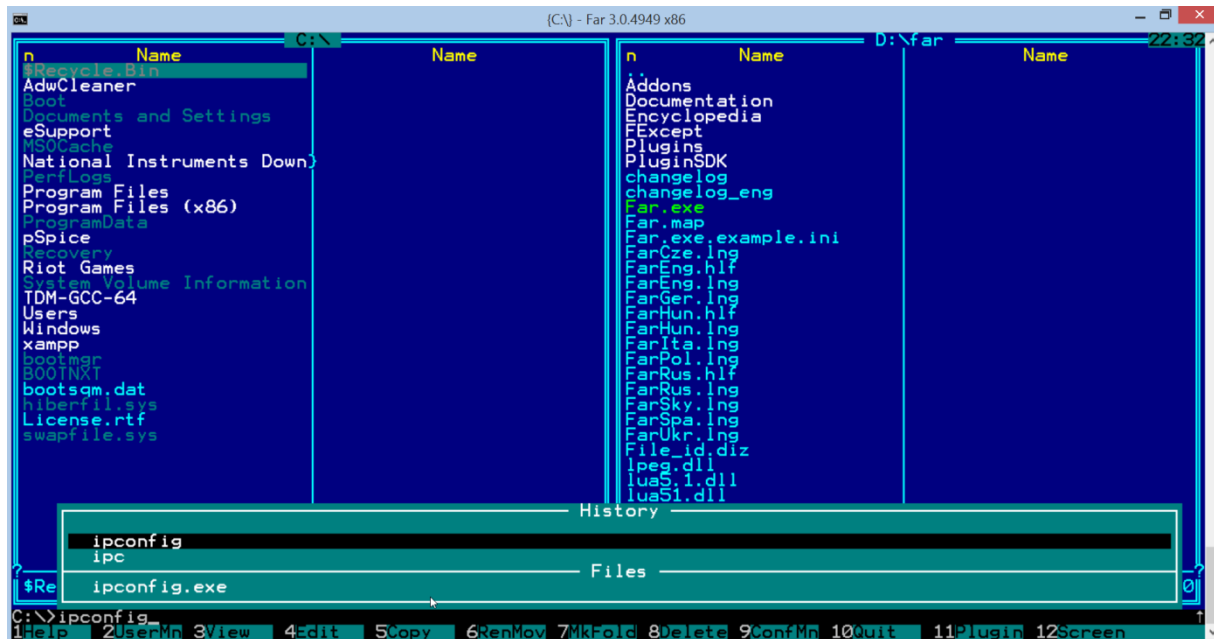 {C:\} - Far 3.0.4949 x86
C:\
n Name Name
$Recycle.Bin
AdwCleaner
Boot
Documents and Settings
eSupport
MSOCache
National Instruments Down}
PerfLogs
Program Files
Program Files (x86)
ProgramData
pSpice
Recovery
Riot Games
System Volume Information
TDM-GCC-64
Users
Windows
xampp
bootmgr
BOOTNXT
bootsqm.dat
hiberfil.sys
License.rtf
swapfile.sys
D:\far 22:32
n Name Name
..
Addons
Documentation
Encyclopedia
FExcept
Plugins
PluginSDK
changelog
changelog_eng
Far.exe
Far.map
Far.exe.example.ini
FarCze.lng
FarEng.hlf
FarEng.lng
FarGer.lng
FarHun.hlf
FarHun.lng
FarIta.lng
FarPol.lng
FarRus.hlf
FarRus.lng
FarSky.lng
FarSpa.lng
FarUkr.lng
File_id.diz
lpeg.dll
lua5.1.dll
lua51.dll
History
ipconfig
ipc
Files
ipconfig.exe
? ?
$Re 0
C:\>ipconfig_
1Help 2UserMn 3View 4Edit 5Copy 6RenMov 7MkFold 8Delete 9ConfMn 10Quit 11Plugin 12Screen